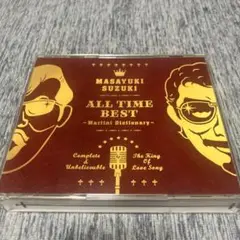 MASAYUKI
SUZUKI
ALL TIME
BEST
~Martini Dictionary~
Complete
&
Unbelievable
The King
Of
Love Song